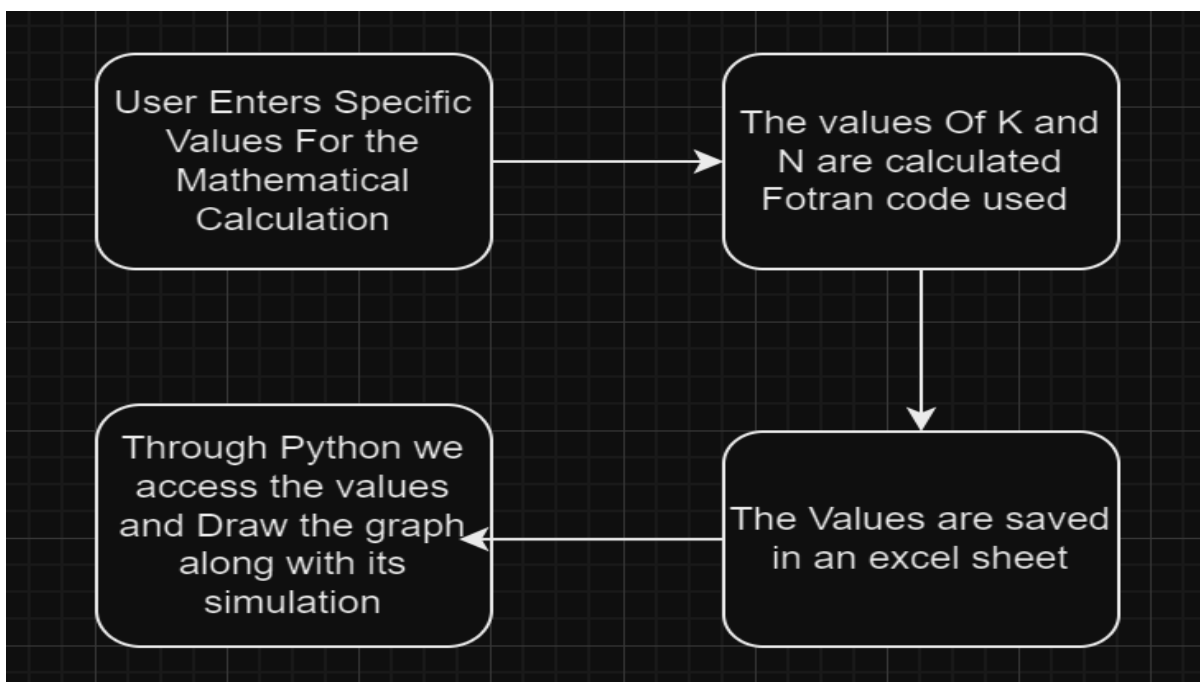 User Enters Specific
Values For the
Mathematical
Calculation
The values Of K and
N are calculated
Fotran code used
The Values are saved
in an excel sheet
Through Python we
access the values
and Draw the graph
along with its
simulation